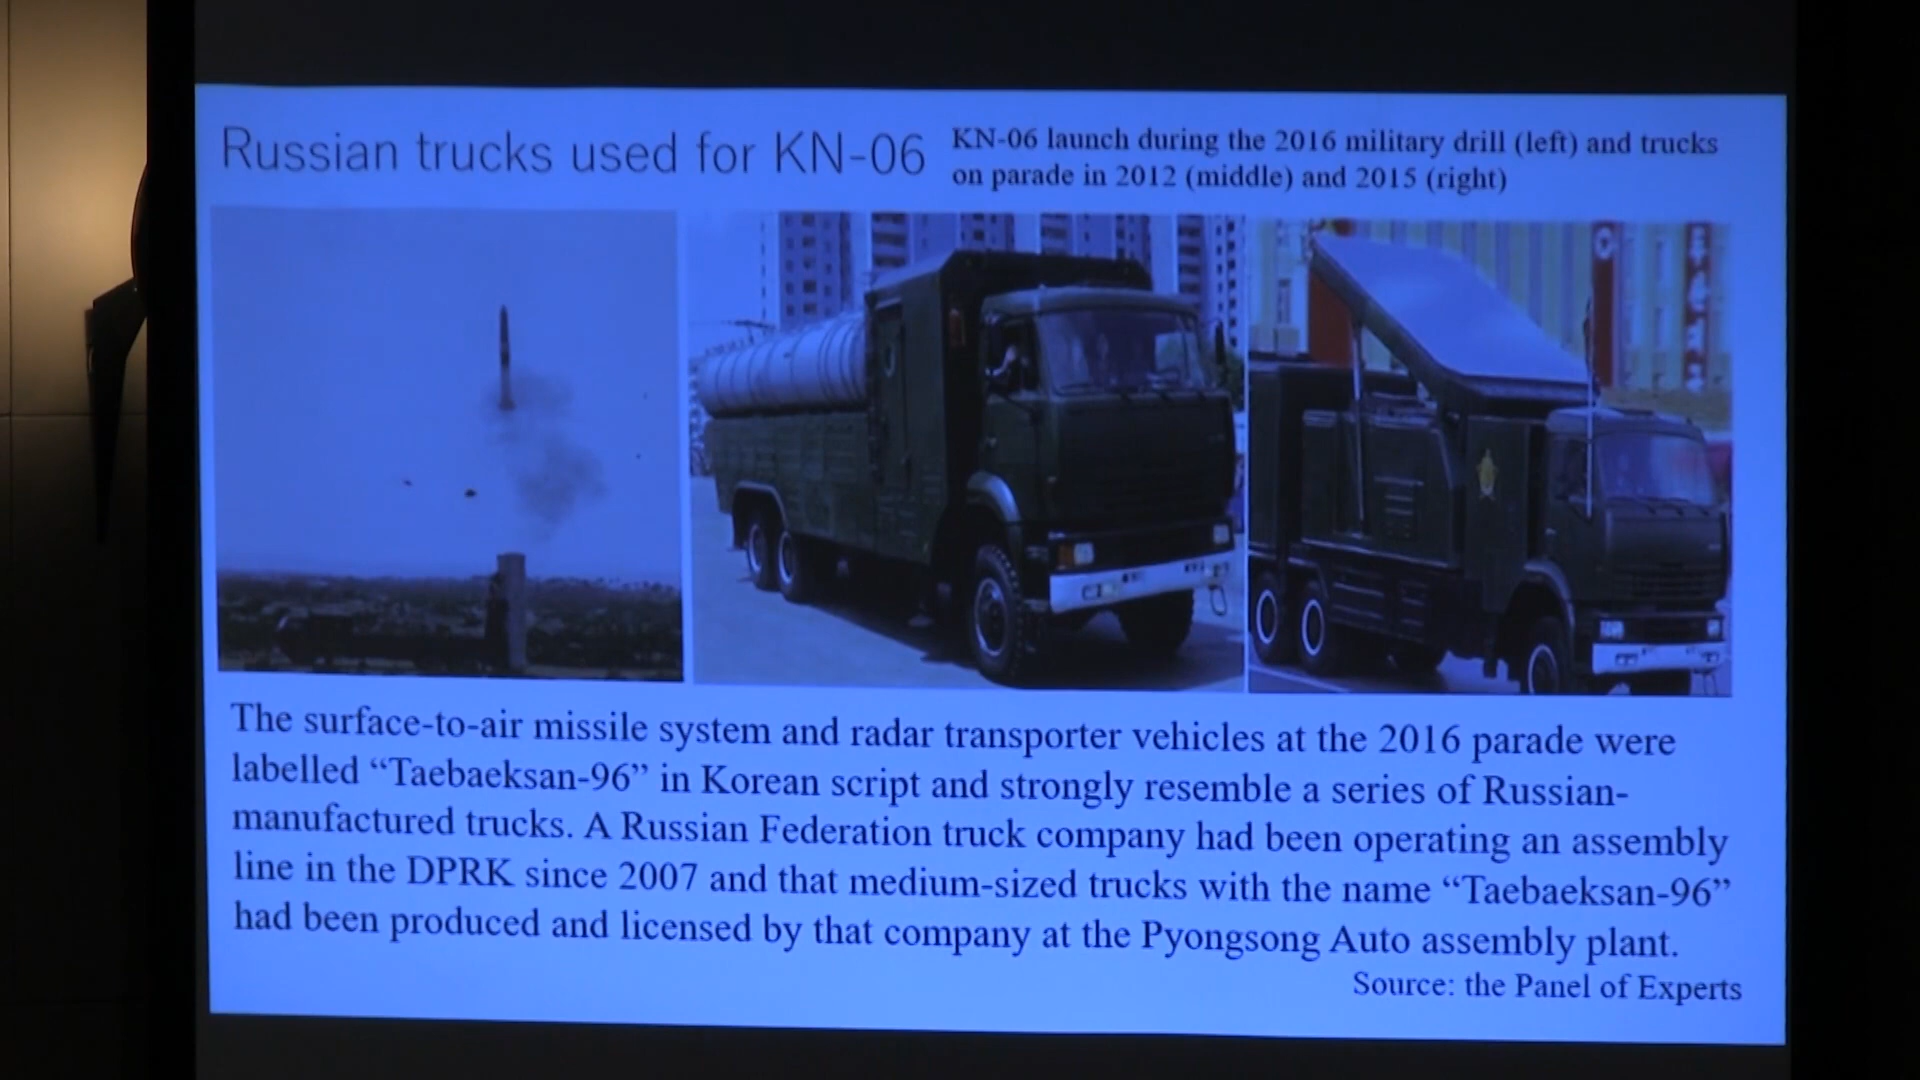 Russian trucks used for KN-06
KN-06 launch during the 2016 military drill (left) and trucks
on parade in 2012 (middle) and 2015 (right)
The surface-to-air missile system and radar transporter vehicles at the 2016 parade were
labelled “Taebaeksan-96” in Korean script and strongly resemble a series of Russian-
manufactured trucks. A Russian Federation truck company had been operating an assembly
line in the DPRK since 2007 and that medium-sized trucks with the name “Taebaeksan-96”
had been produced and licensed by that company at the Pyongsong Auto assembly plant.
Source: the Panel of Experts